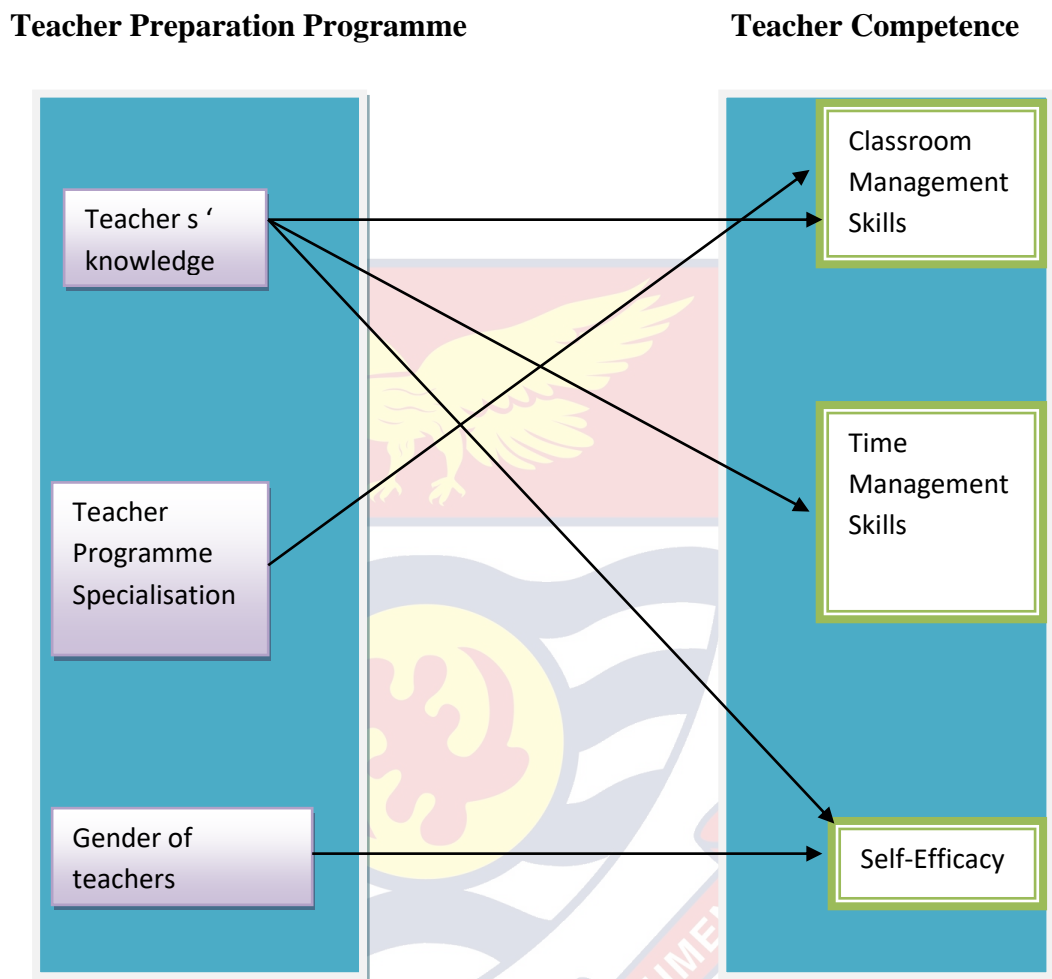 Teacher Preparation Programme
Teacher Competence
Teacher s ‘
knowledge
Teacher
Programme
Specialisation
Gender of
teachers
Classroom
Management
Skills
Time
Management
Skills
Self-Efficacy
UMEN